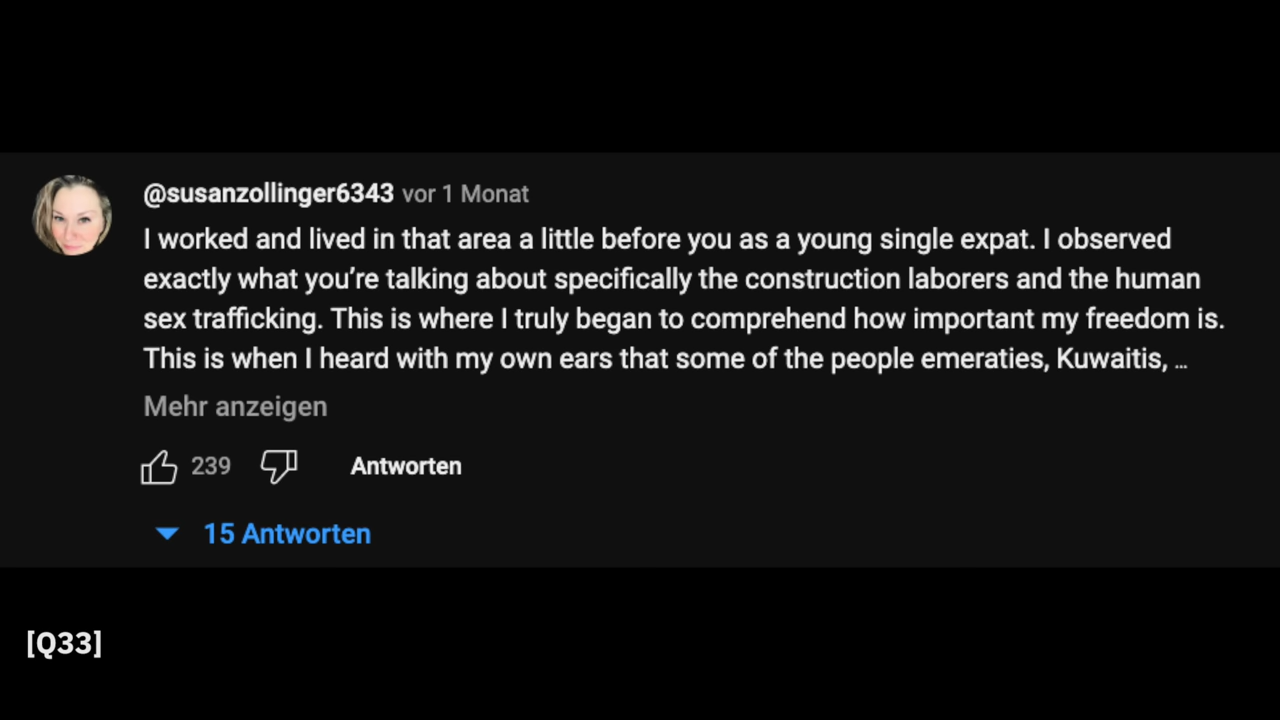 @susanzollinger6343 vor 1 Monat
I worked and lived in that area a little before you as a young single expat. I observed
exactly what you’re talking about specifically the construction laborers and the human
sex trafficking. This is where I truly began to comprehend how important my freedom is.
This is when I heard with my own ears that some of the people emeraties, Kuwaitis, ...
Mehr anzeigen
239 Antworten
15 Antworten
[Q33]